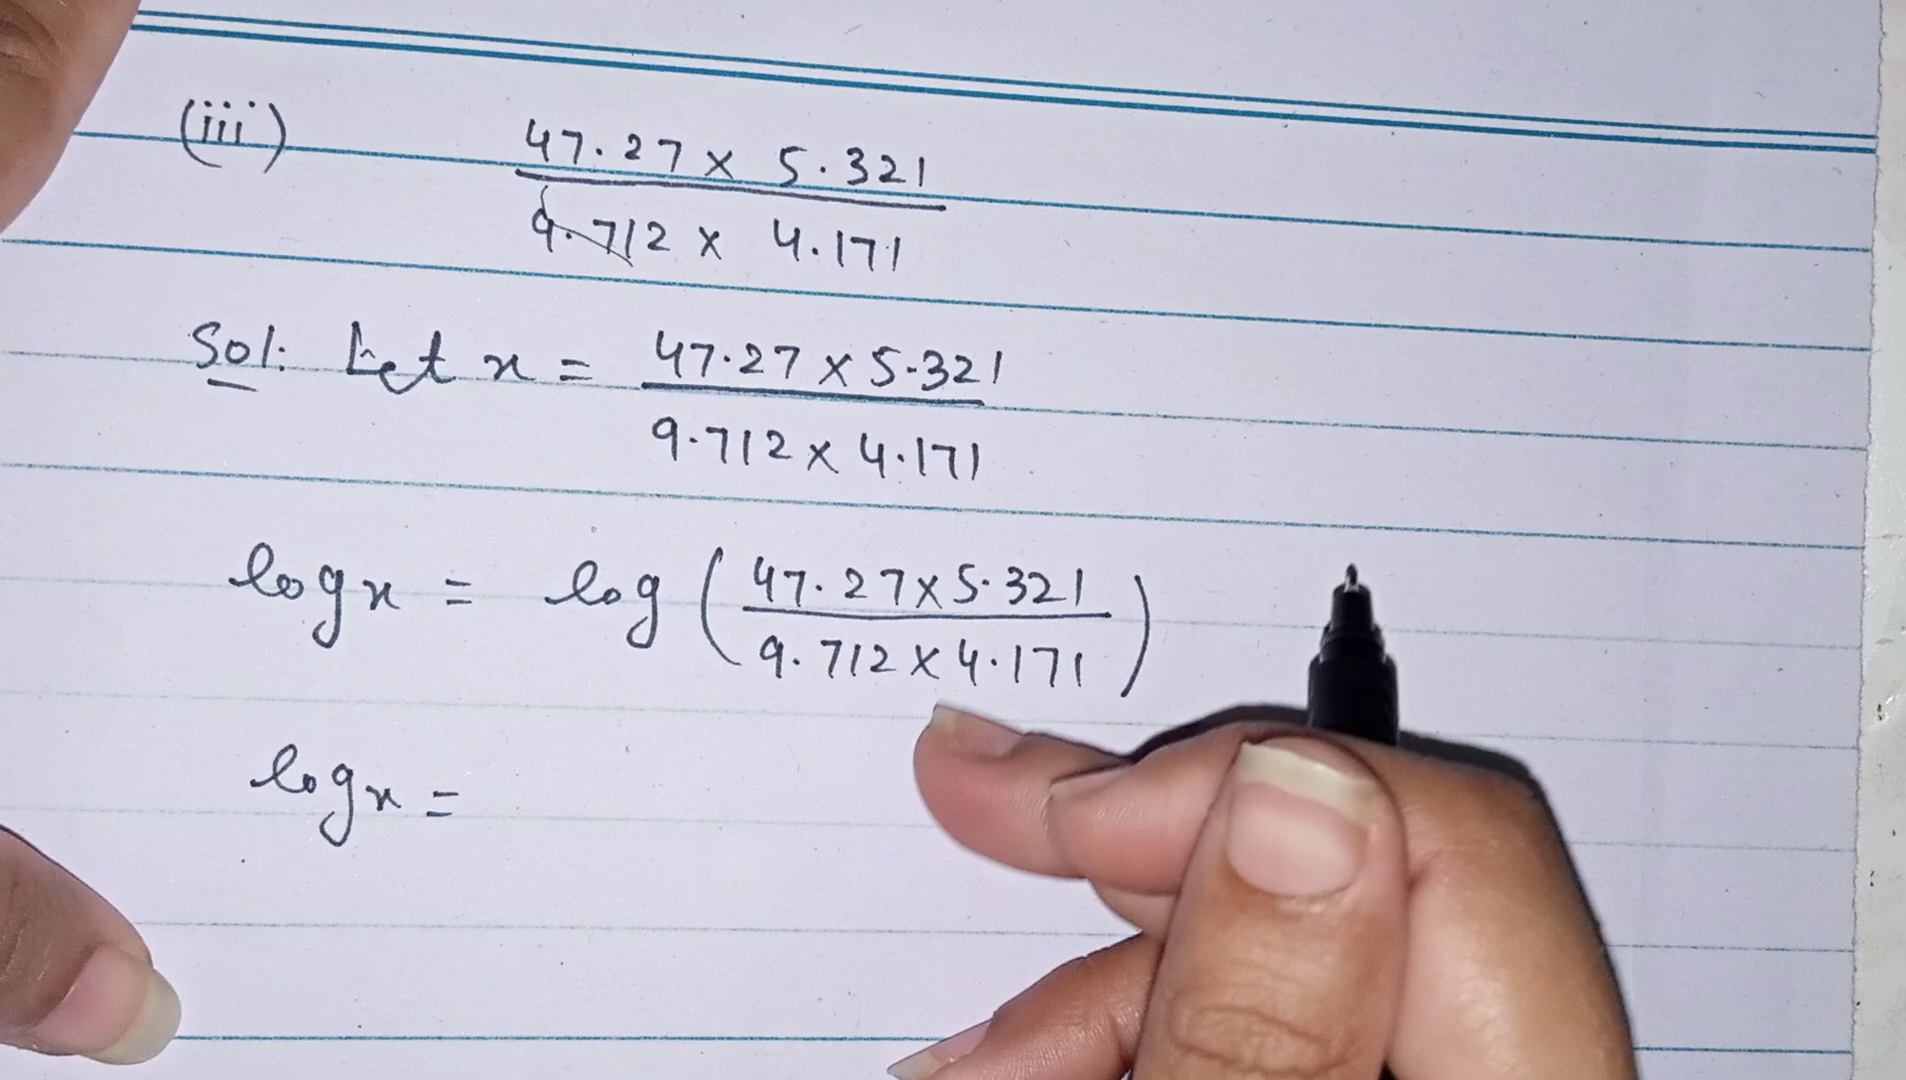 (iii) 47.27 x 5.321
9.712 x 4.171
Sol. Let x = 47.27 x 5.321
9.712 x 4.171
log x = log ( 47.27 x 5.321
9.712 x 4.171 )
log x =